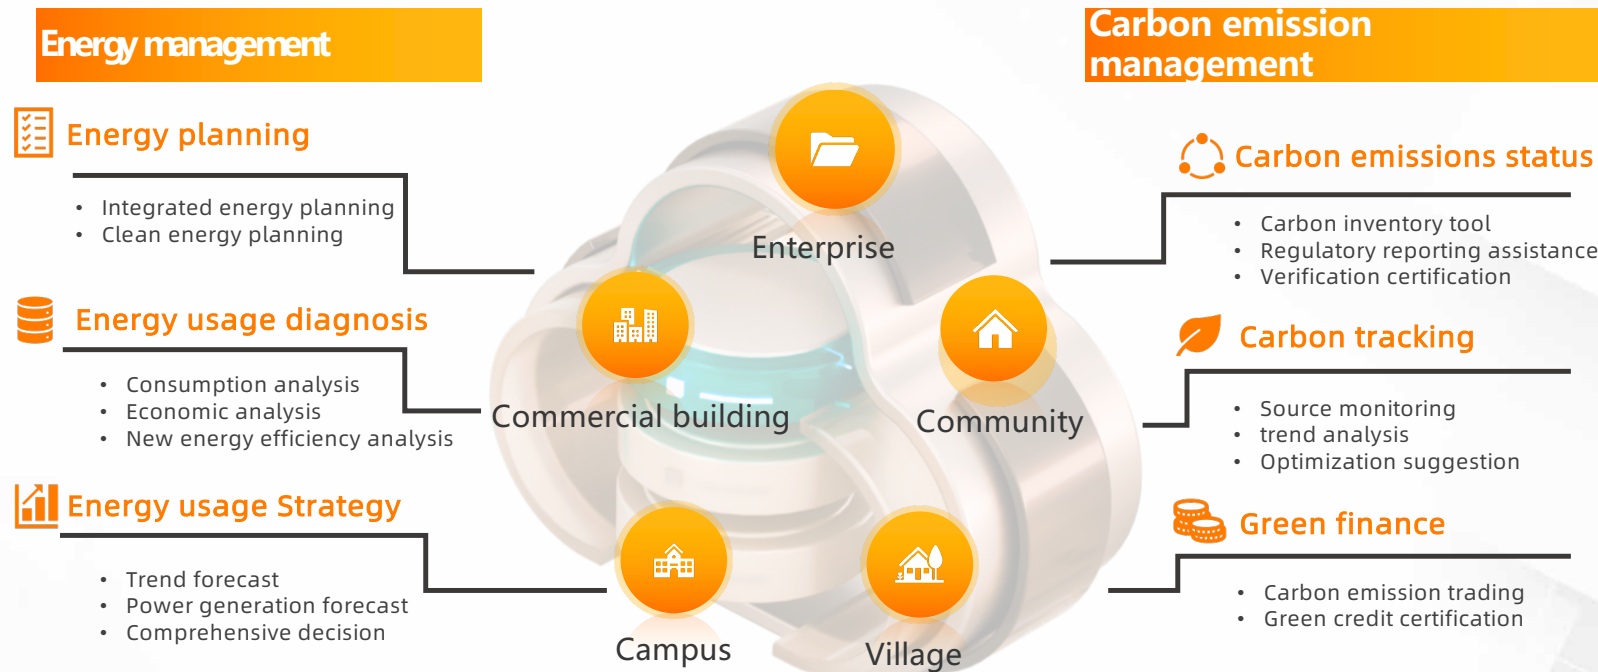 Energy management
Energy planning
• Integrated energy planning
• Clean energy planning
Energy usage diagnosis
• Consumption analysis
• Economic analysis
• New energy efficiency analysis
Energy usage Strategy
• Trend forecast
• Power generation forecast
• Comprehensive decision
Enterprise
Commercial building
Community
Campus
Village
Carbon emission
management
Carbon emissions status
• Carbon inventory tool
• Regulatory reporting assistance
• Verification certification
Carbon tracking
• Source monitoring
• trend analysis
• Optimization suggestion
Green finance
• Carbon emission trading
• Green credit certification